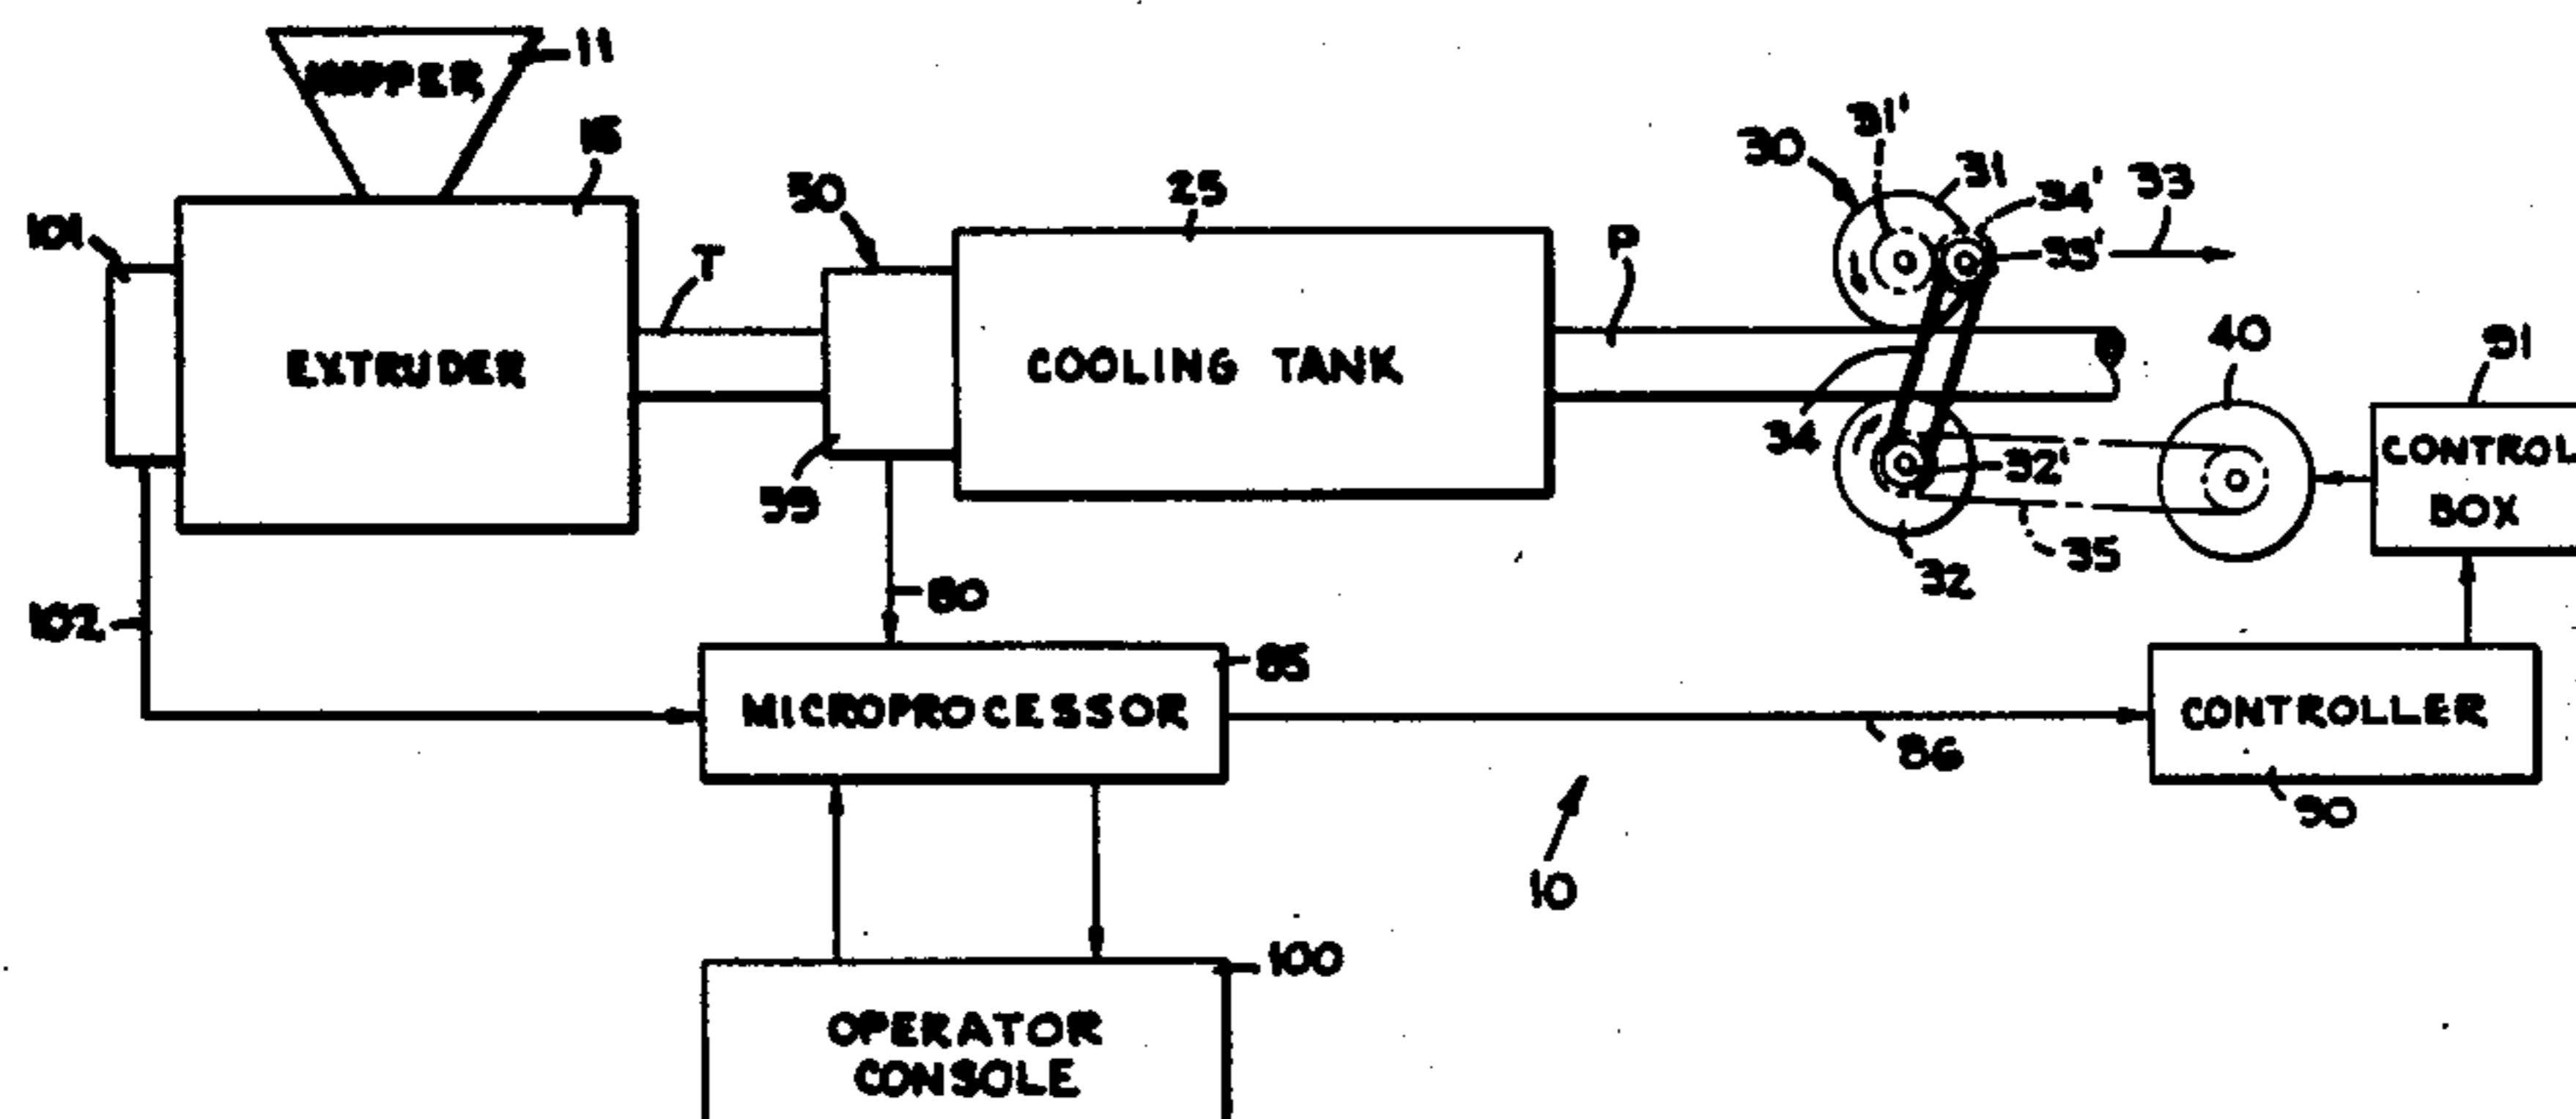 HOPPER
11
15
101
EXTRUDER
T
50
59
25
COOLING TANK
P
30
31'
31
34'
33
33'
34
32'
32
35
40
91
CONTROL
BOX
102
80
85
MICROPROCESSOR
86
CONTROLLER
90
10
100
OPERATOR
CONSOLE